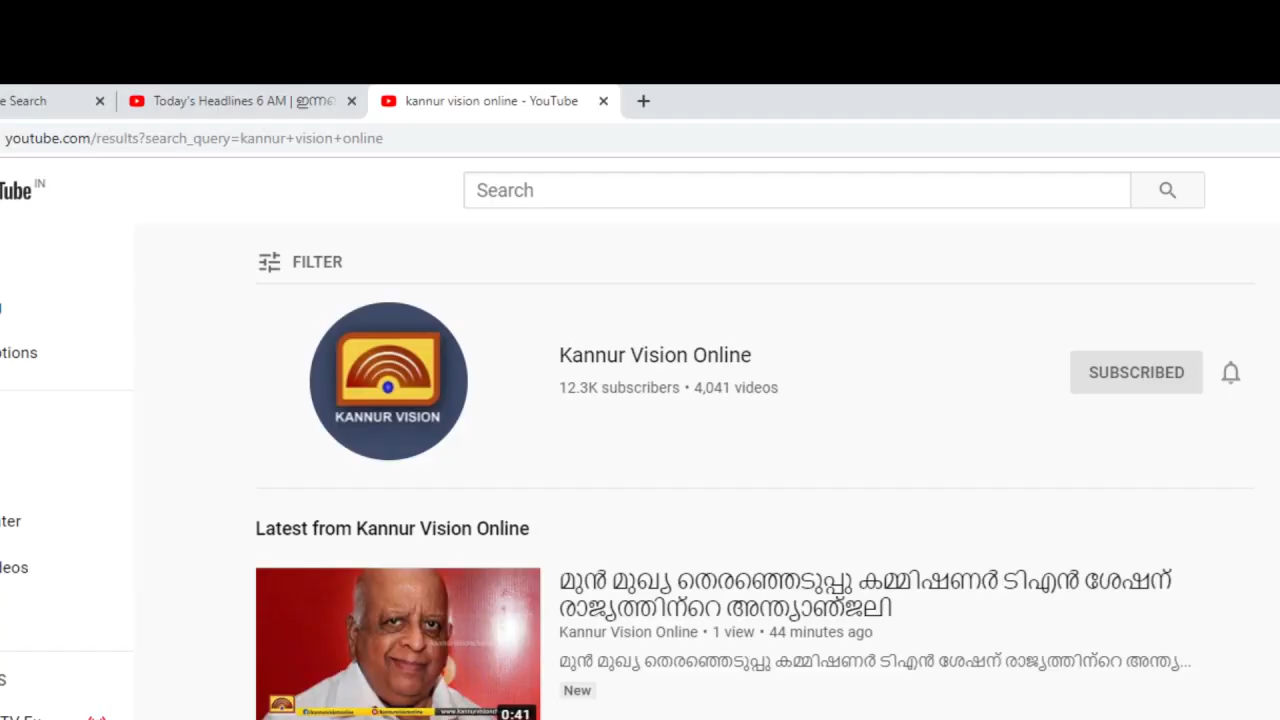 e Search
Today's Headlines 6 AM | ഇന്നഃ
kannur vision online - YouTube
youtube.com/results?search_query=kannur+vision+online
Tube IN
Search
FILTER
KANNUR VISION
Kannur Vision Online
12.3K subscribers • 4,041 videos
SUBSCRIBED
ptions
ter
leos
Latest from Kannur Vision Online
മുൻ മുഖ്യ തെരഞ്ഞെടുപ്പു കമ്മിഷണർ ടിഎൻ ശേഷന്
രാജ്യത്തിന്റെ അന്ത്യാഞ്ജലി
Kannur Vision Online • 1 view • 44 minutes ago
മുൻ മുഖ്യ തെരഞ്ഞെടുപ്പു കമ്മിഷണർ ടിഎൻ ശേഷന് രാജ്യത്തിന്റെ അന്ത്യ...
New
0:41
S